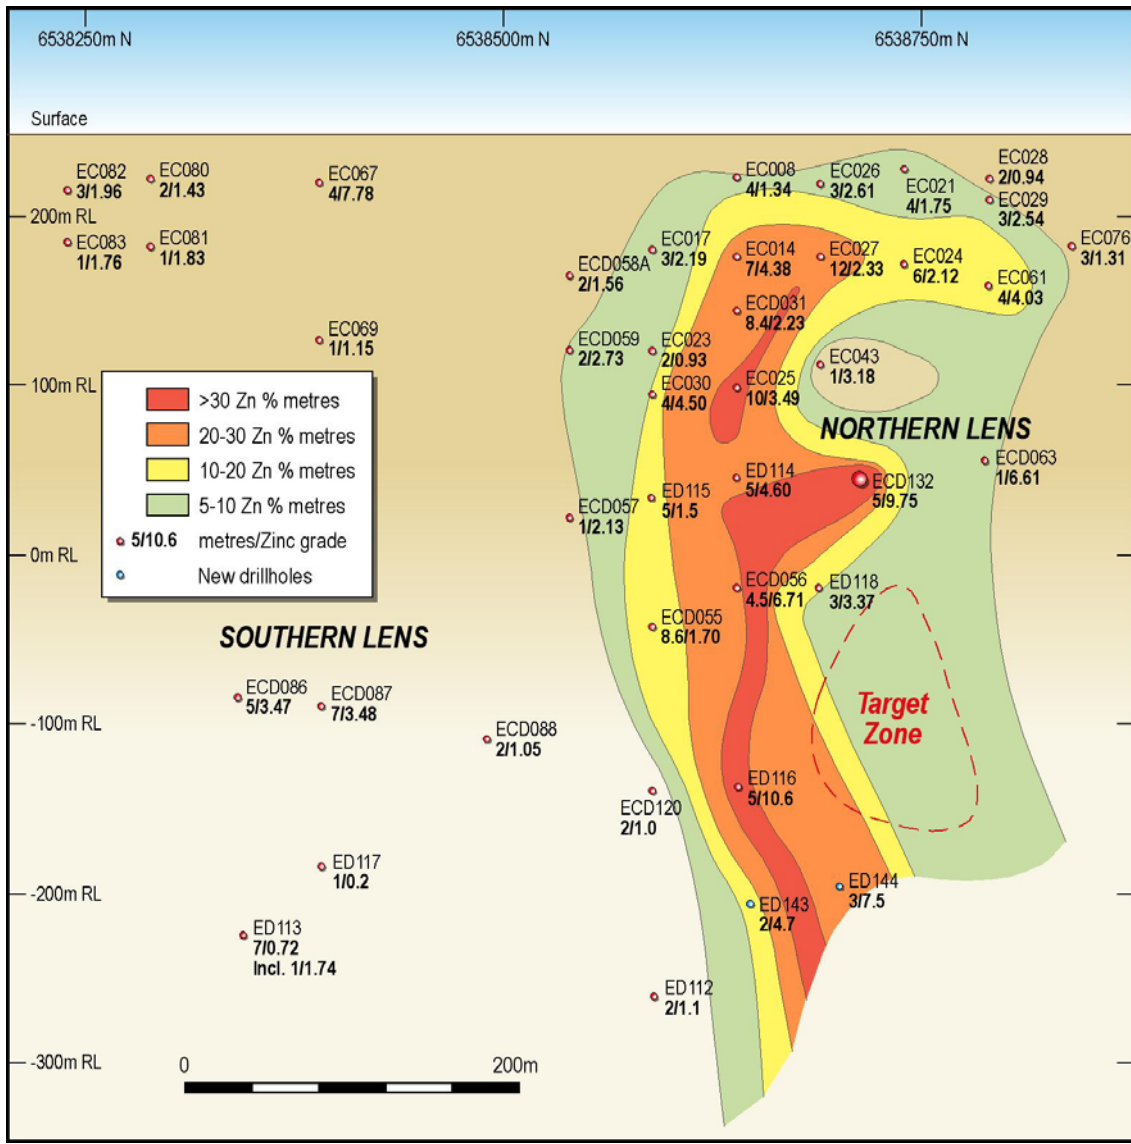 6538250m N
6538500m N
6538750m N
Surface
EC082
3/1.96
EC080
2/1.43
EC067
4/7.78
EC008
4/1.34
EC026
3/2.61
EC021
4/1.75
EC028
2/0.94
EC029
3/2.54
200m RL
EC083
1/1.76
EC081
1/1.83
ECD058A
2/1.56
EC017
3/2.19
EC014
7/4.38
EC027
12/2.33
EC024
6/2.12
EC076
3/1.31
EC061
4/4.03
ECD031
8.4/2.23
EC069
1/1.15
ECD059
2/2.73
EC023
2/0.93
EC043
1/3.18
100m RL
EC030
4/4.50
EC025
10/3.49
>30 Zn % metres
20-30 Zn % metres
10-20 Zn % metres
5-10 Zn % metres
5/10.6 metres/Zinc grade
New drillholes
NORTHERN LENS
ECD063
1/6.61
ED114
5/4.60
ECD132
5/9.75
ED115
5/1.5
ECD057
1/2.13
0m RL
ECD056
4.5/6.71
ED118
3/3.37
ECD055
8.6/1.70
SOUTHERN LENS
ECD086
5/3.47
ECD087
7/3.48
Target
Zone
-100m RL
ECD088
2/1.05
ED116
5/10.6
ECD120
2/1.0
ED117
1/0.2
-200m RL
ED144
3/7.5
ED143
2/4.7
ED113
7/0.72
Incl. 1/1.74
ED112
2/1.1
-300m RL
0
200m